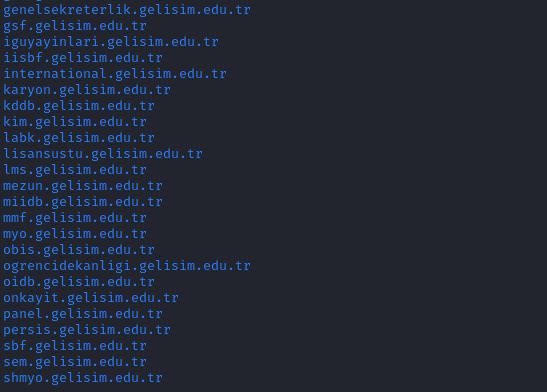 genelsekreterlik.gelisim.edu.tr
gsf.gelisim.edu.tr
iguyayinlari.gelisim.edu.tr
iisbf.gelisim.edu.tr
international.gelisim.edu.tr
karyon.gelisim.edu.tr
kddb.gelisim.edu.tr
kim.gelisim.edu.tr
labk.gelisim.edu.tr
lisansustu.gelisim.edu.tr
lms.gelisim.edu.tr
mezun.gelisim.edu.tr
miidb.gelisim.edu.tr
mmf.gelisim.edu.tr
myo.gelisim.edu.tr
obis.gelisim.edu.tr
ogrencidekanligi.gelisim.edu.tr
oidb.gelisim.edu.tr
onkayit.gelisim.edu.tr
panel.gelisim.edu.tr
persis.gelisim.edu.tr
sbf.gelisim.edu.tr
sem.gelisim.edu.tr
shmyo.gelisim.edu.tr